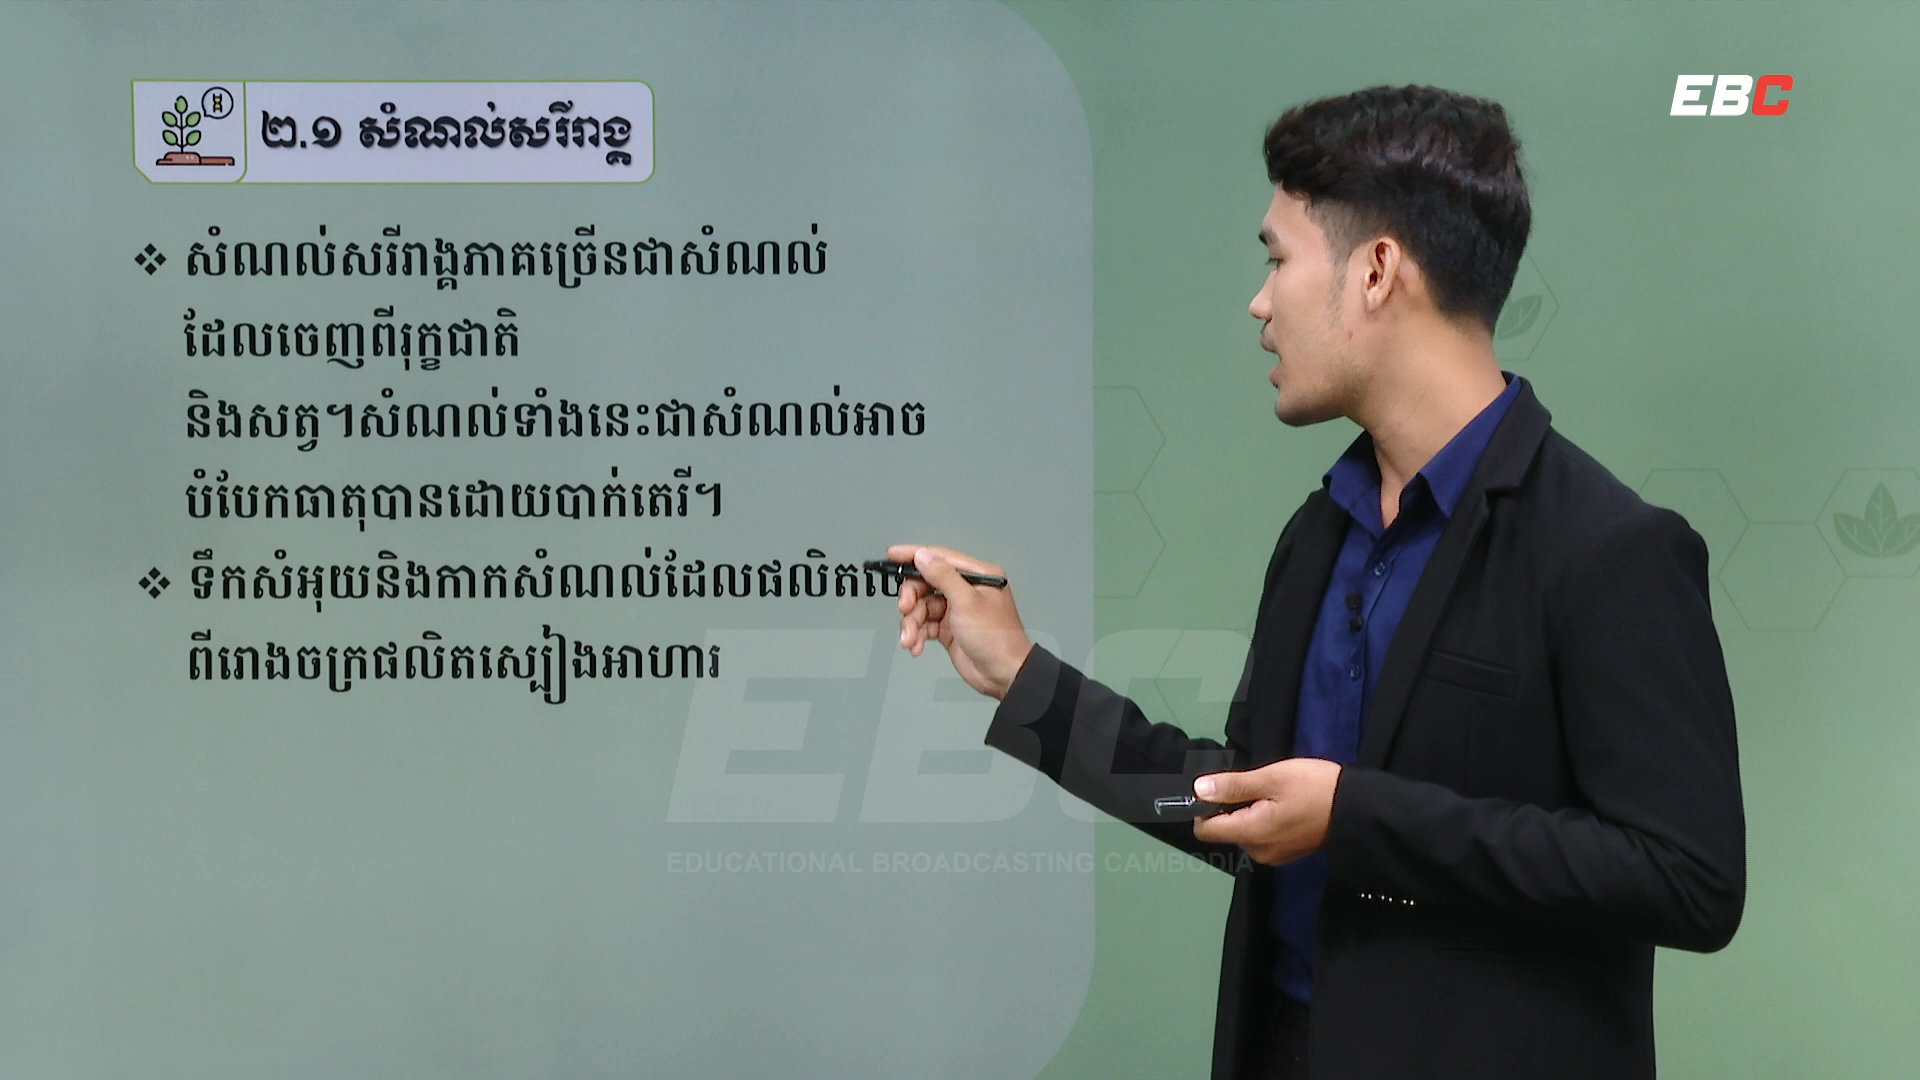 EBC
២.១ សំណល់សរីរាង្គ
❖ សំណល់សរីរាង្គភាគច្រើនជាសំណល់
ដែលចេញពីរុក្ខជាតិ
និងសត្វ។សំណល់ទាំងនេះជាសំណល់អាច
បំបែកធាតុបានដោយបាក់តេរី។
❖ ទឹកសំអុយនិងកាកសំណល់ដែលផលិត
ពីរោងចក្រផលិតស្បៀងអាហារ
EBC
EDUCATIONAL BROADCASTING CAMBODIA